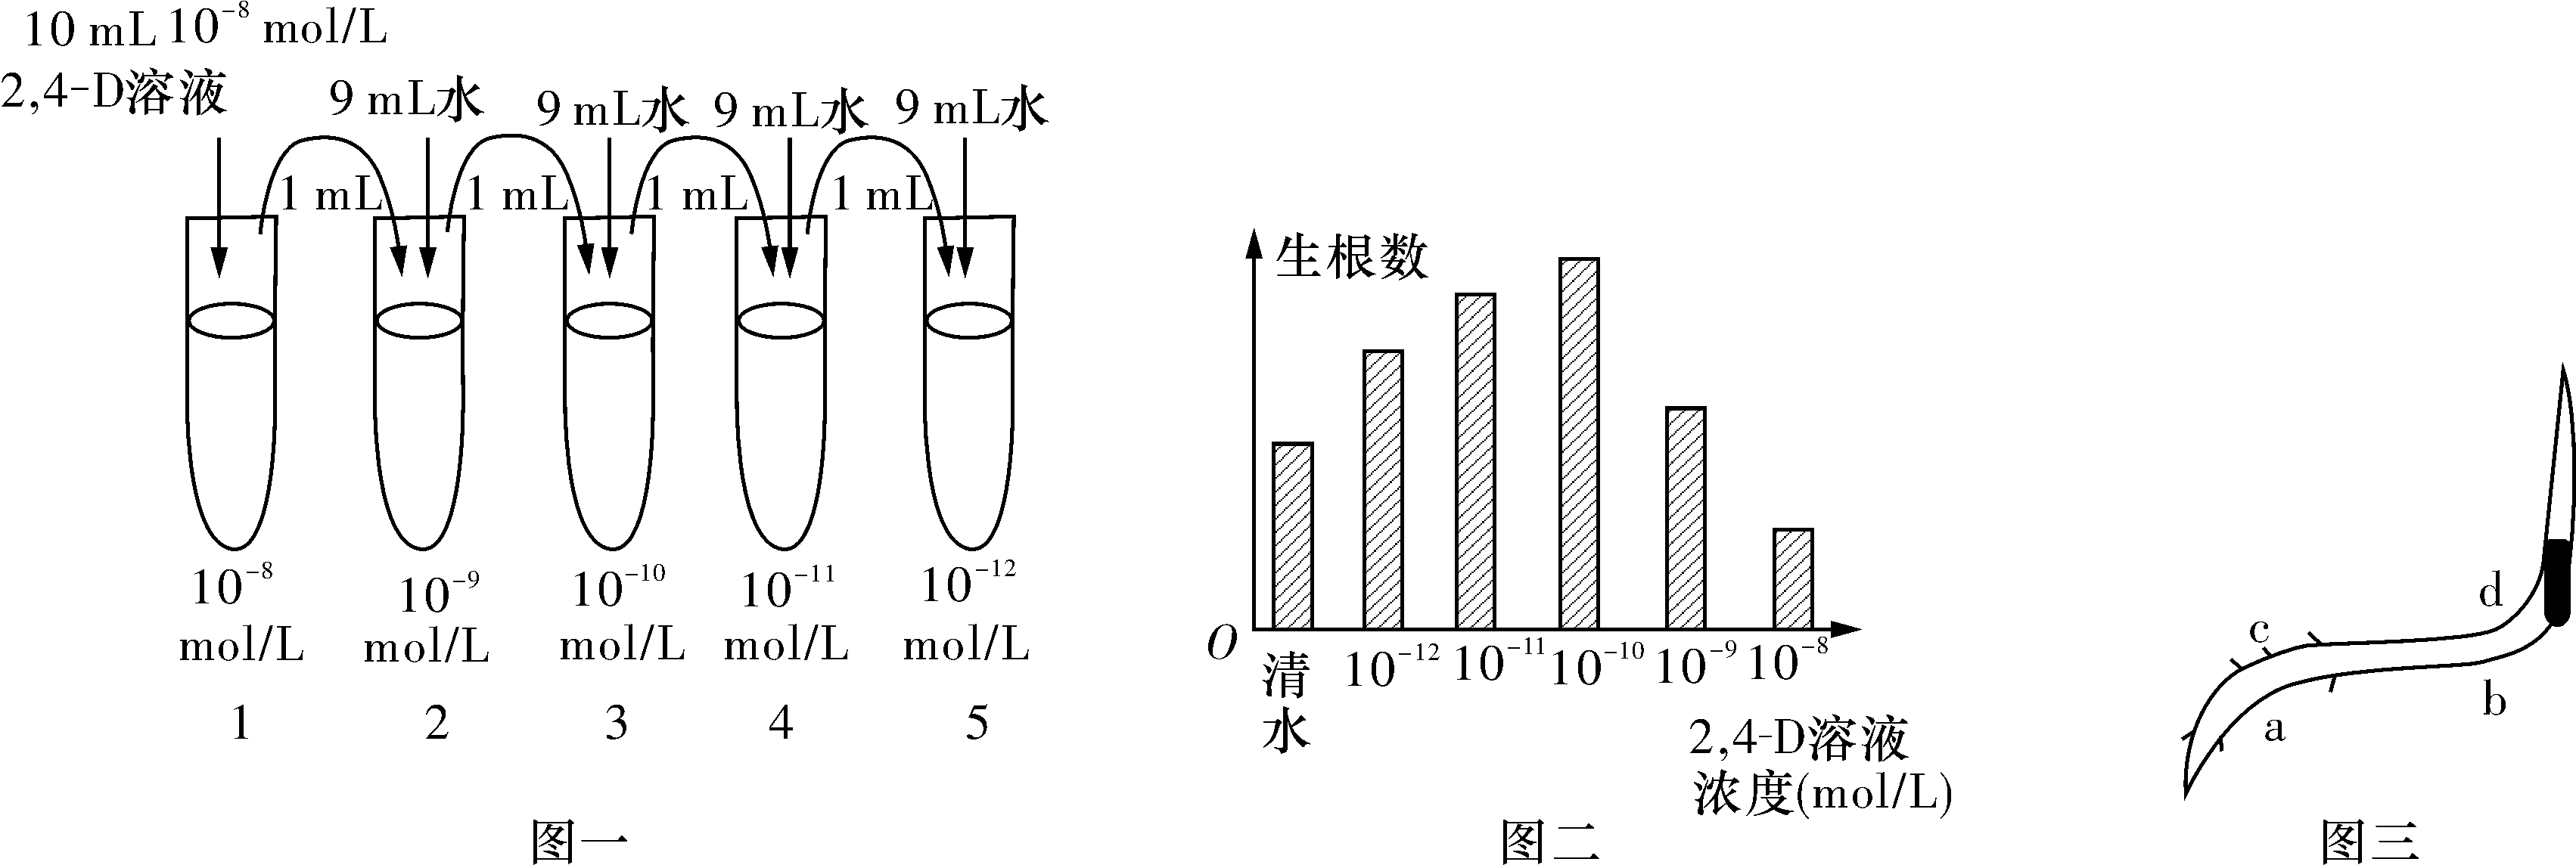 10 mL 10⁻⁸ mol/L
2,4-D溶液
9 mL水
9 mL水
9 mL水
9 mL水
1 mL
1 mL
1 mL
1 mL
10⁻⁸
mol/L
1
10⁻⁹
mol/L
2
10⁻¹⁰
mol/L
3
10⁻¹¹
mol/L
4
10⁻¹²
mol/L
5
图一
生根数
O
清水
10⁻¹²
10⁻¹¹
10⁻¹⁰
10⁻⁹
10⁻⁸
2,4-D溶液
浓度(mol/L)
图二
d
c
b
a
图三